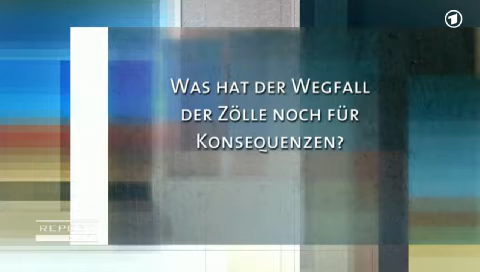 Was hat der Wegfall
der Zölle noch für
Konsequenzen?